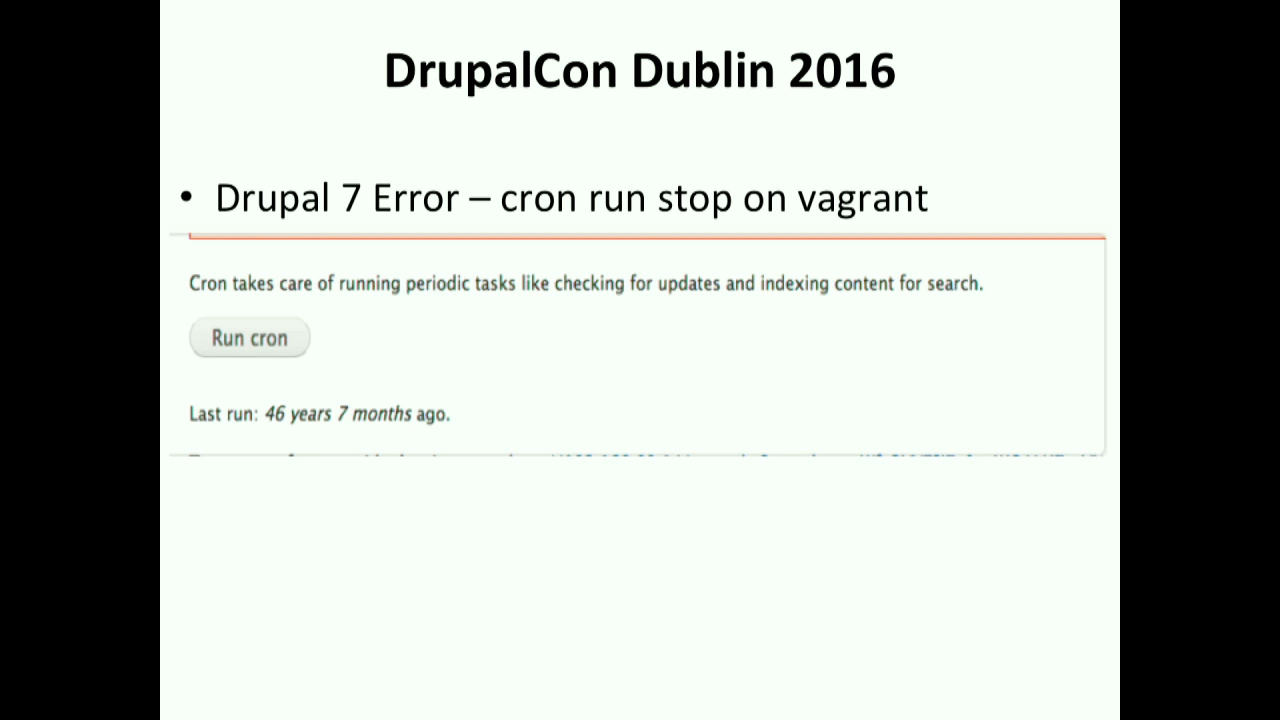 DrupalCon Dublin 2016
• Drupal 7 Error – cron run stop on vagrant
Cron takes care of running periodic tasks like checking for updates and indexing content for search.
Run cron
Last run: 46 years 7 months ago.